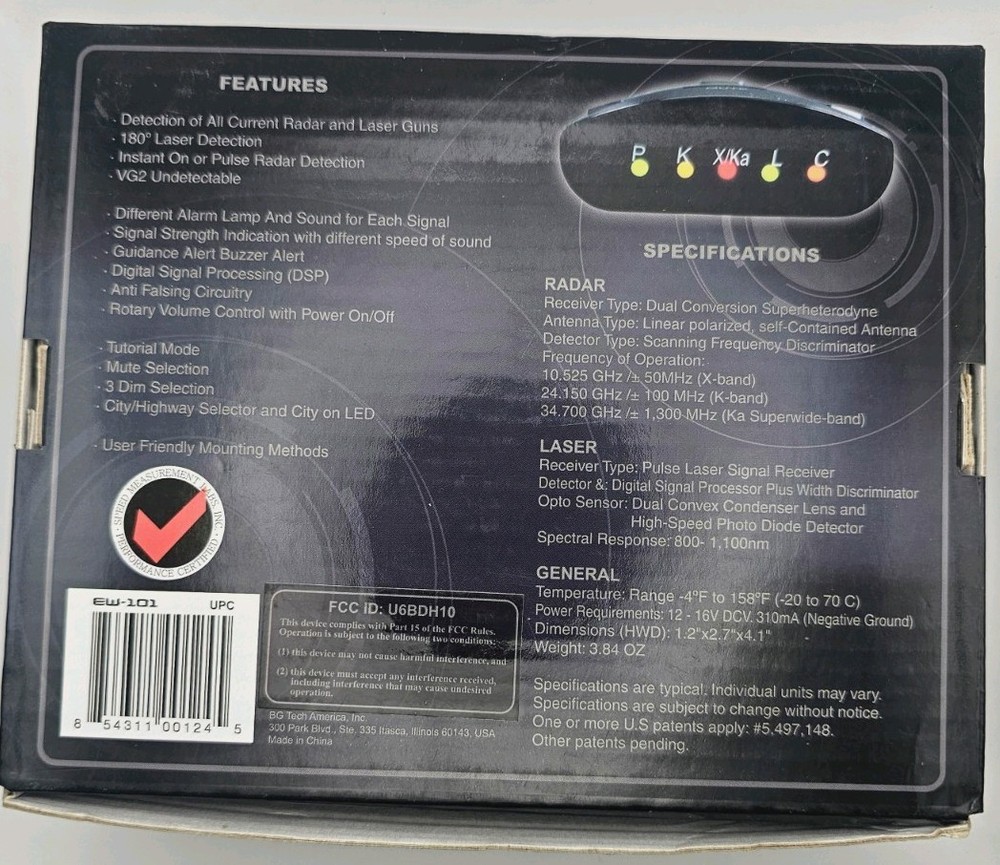 FEATURES
· Detection of All Current Radar and Laser Guns
· 180° Laser Detection
· Instant On or Pulse Radar Detection
· VG2 Undetectable
· Different Alarm Lamp And Sound for Each Signal
· Signal Strength Indication with different speed of sound
· Guidance Alert Buzzer Alert
· Digital Signal Processing (DSP)
· Anti Falsing Circuitry
· Rotary Volume Control with Power On/Off
· Tutorial Mode
· Mute Selection
· 3 Dim Selection
· City/Highway Selector and City on LED
· User Friendly Mounting Methods
SPEED MEASUREMENT LABS, INC.
PERFORMANCE CERTIFIED
EW-101 UPC
8 54311 00124 5
FCC iD: U6BDH10
This device complies with Part 15 of the FCC Rules.
Operation is subject to the following two conditions:
(1) this device may not cause harmful interference, and
(2) this device must accept any interference received,
including interference that may cause undesired
operation.
BG Tech America, Inc.
300 Park Blvd., Ste. 335 Itasca, Illinois 60143, USA
Made in China
MUTE
P K X/Ka L C
SPECIFICATIONS
RADAR
Receiver Type: Dual Conversion Superheterodyne
Antenna Type: Linear polarized, self-Contained Antenna
Detector Type: Scanning Frequency Discriminator
Frequency of Operation:
10.525 GHz /± 50MHz (X-band)
24.150 GHz /± 100 MHz (K-band)
34.700 GHz /± 1,300 MHz (Ka Superwide-band)
LASER
Receiver Type: Pulse Laser Signal Receiver
Detector &: Digital Signal Processor Plus Width Discriminator
Opto Sensor: Dual Convex Condenser Lens and
High-Speed Photo Diode Detector
Spectral Response: 800- 1,100nm
GENERAL
Temperature: Range -4°F to 158°F (-20 to 70 C)
Power Requirements: 12 - 16V DCV. 310mA (Negative Ground)
Dimensions (HWD): 1.2"x2.7"x4.1"
Weight: 3.84 OZ
Specifications are typical. Individual units may vary.
Specifications are subject to change without notice.
One or more U.S patents apply: #5,497,148.
Other patents pending.